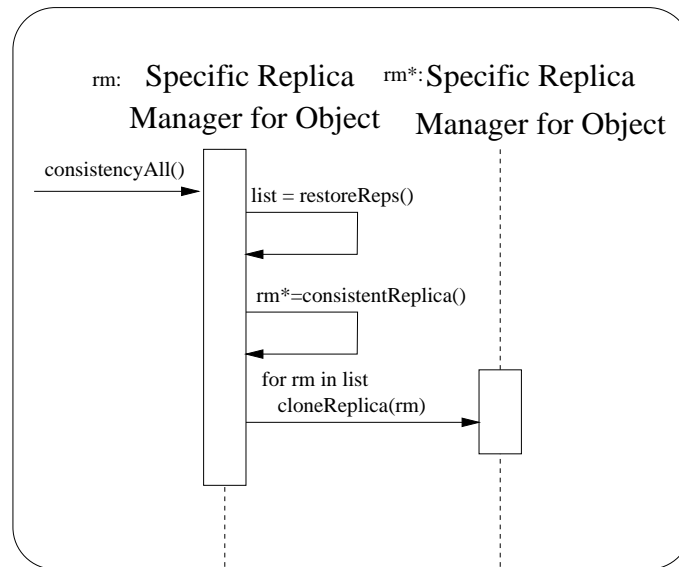 rm: Specific Replica
Manager for Object
rm*: Specific Replica
Manager for Object
consistencyAll()
list = restoreReps()
rm*=consistentReplica()
for rm in list
cloneReplica(rm)